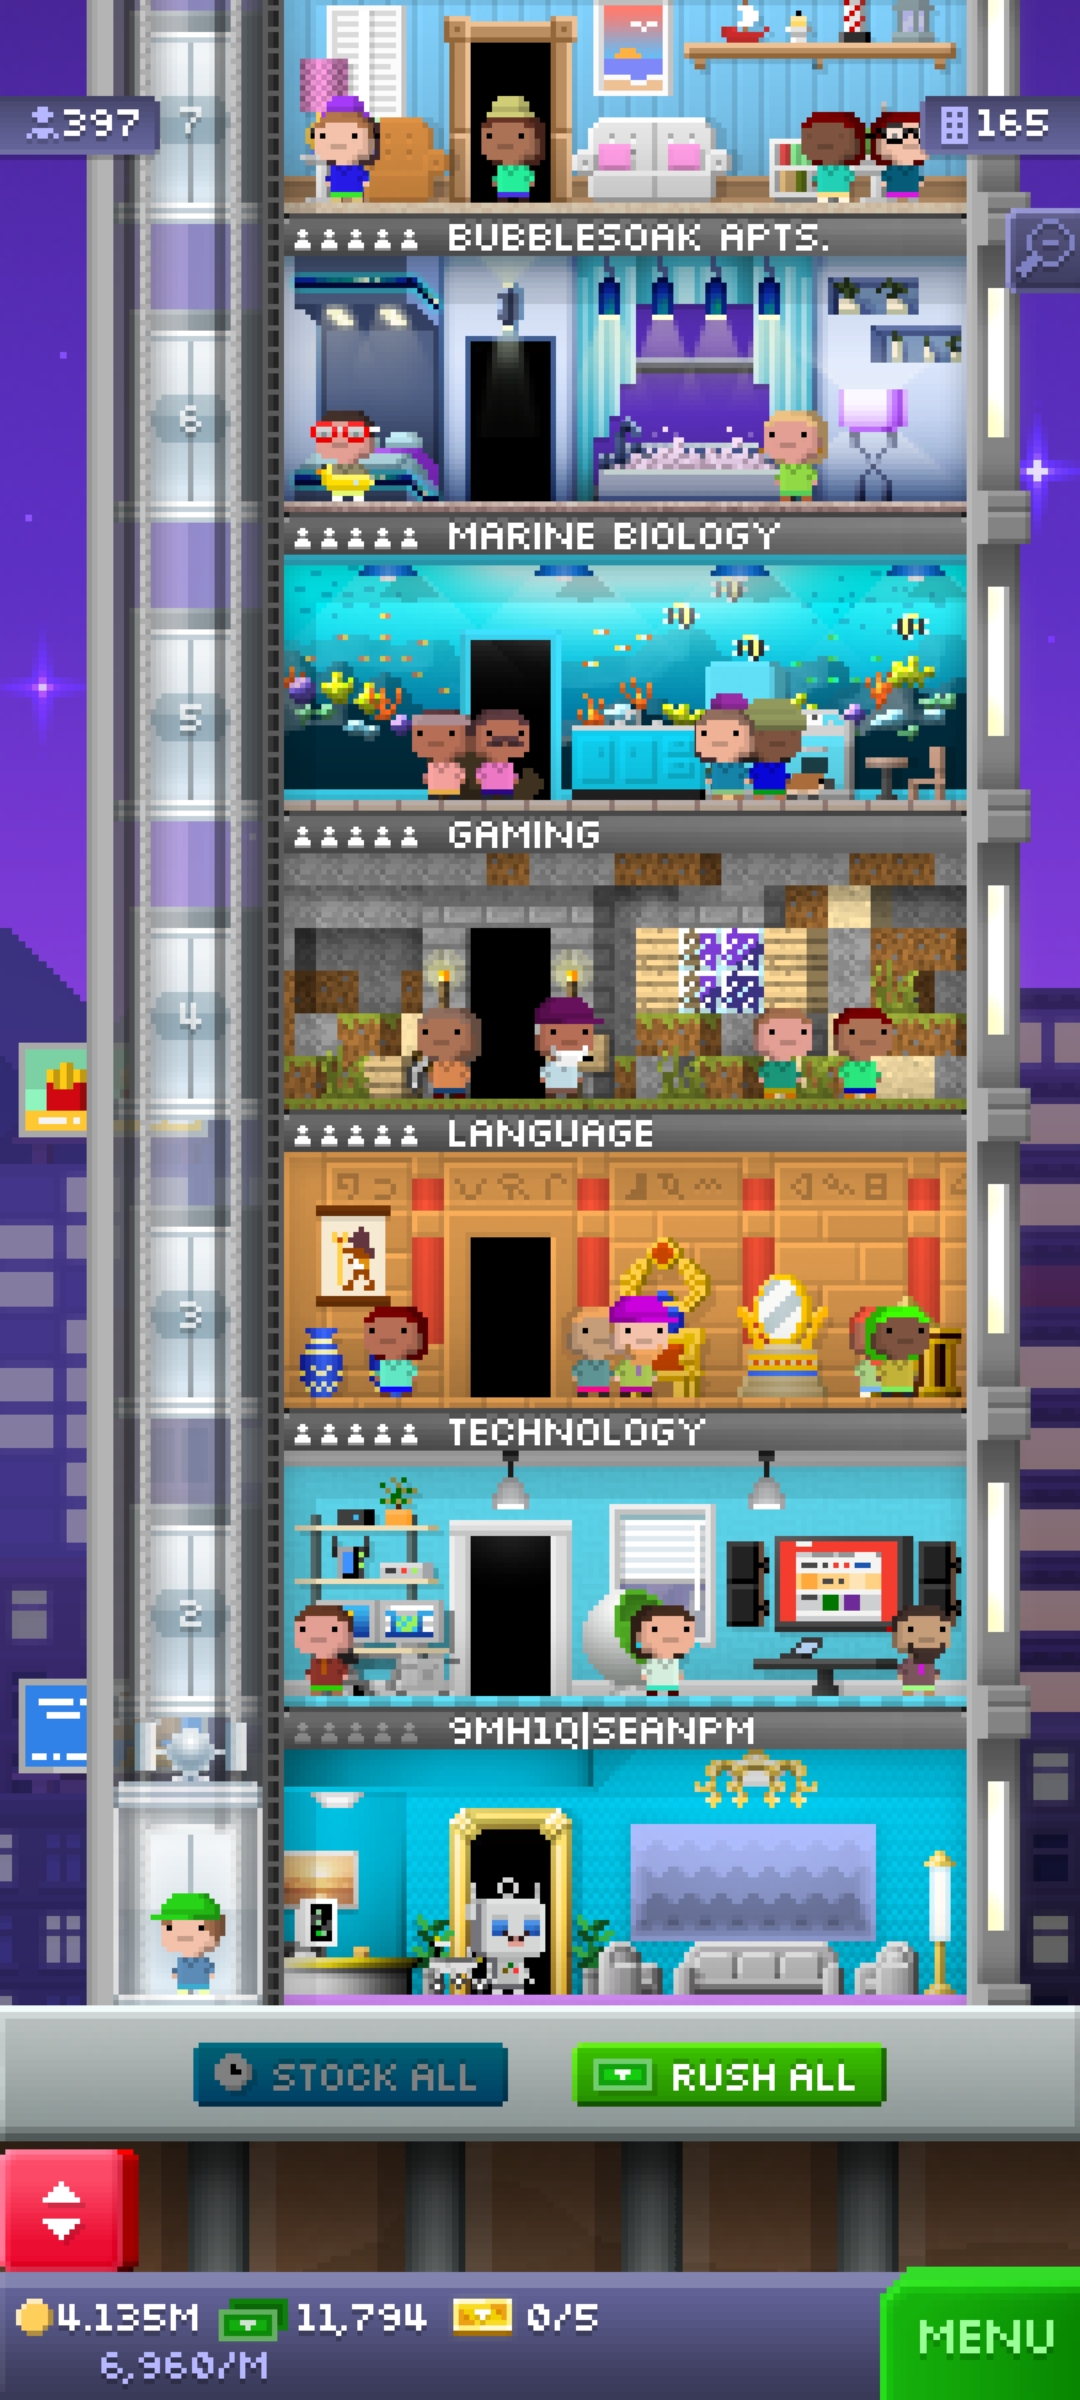 397
7
165
BUBBLESOAK APTS.
6
MARINE BIOLOGY
5
GAMING
4
LANGUAGE
3
TECHNOLOGY
2
9MH1Q|SEANPM
STOCK ALL
RUSH ALL
4.135M
11,794
0/5
6,960/M
MENU